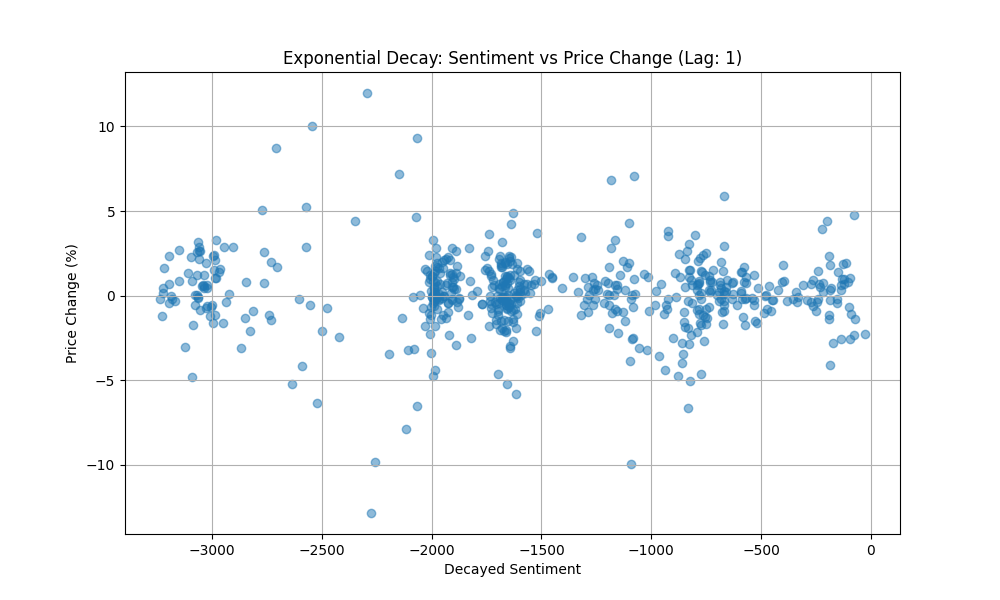 Exponential Decay: Sentiment vs Price Change (Lag: 1)
Price Change (%)
10
5
0
−5
−10
−3000 −2500 −2000 −1500 −1000 −500 0
Decayed Sentiment